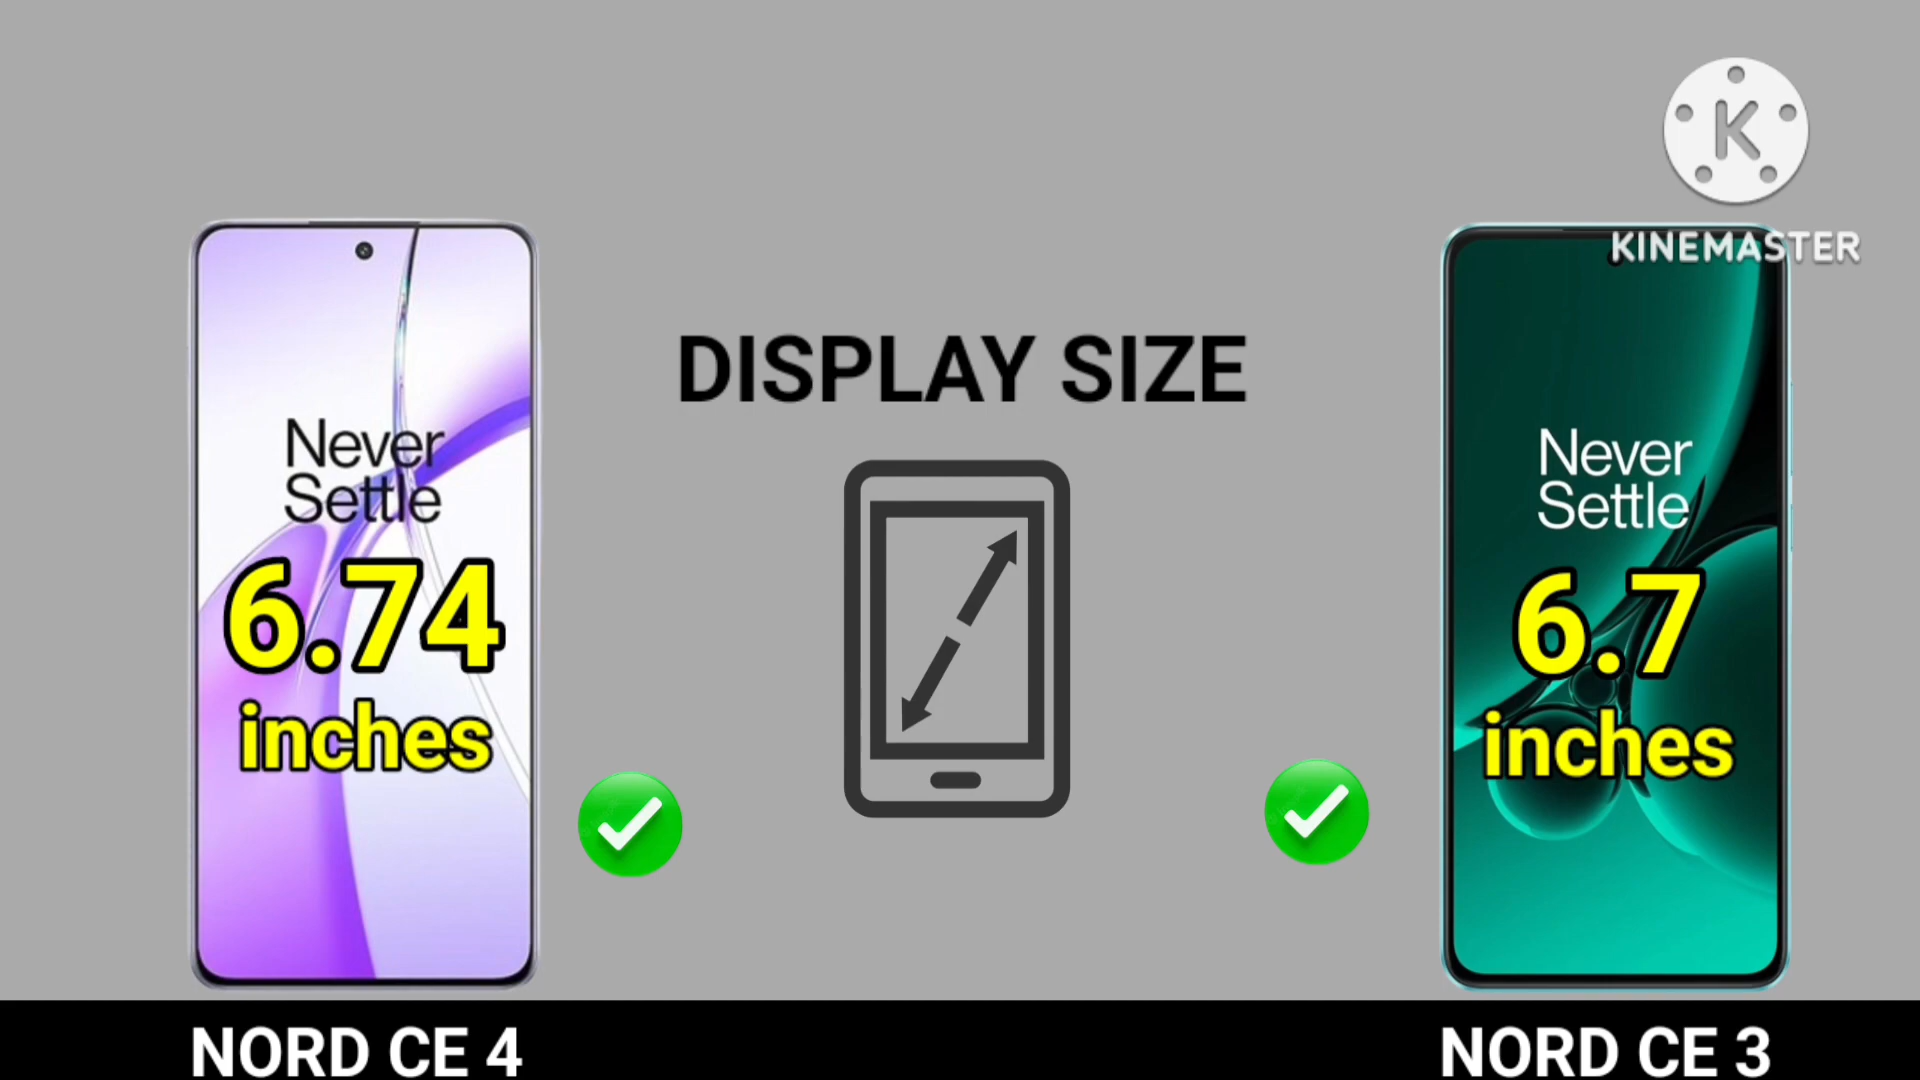 K
KINEMASTER
DISPLAY SIZE
Never
Settle
6.74
inches
Never
Settle
6.7
inches
NORD CE 4
NORD CE 3